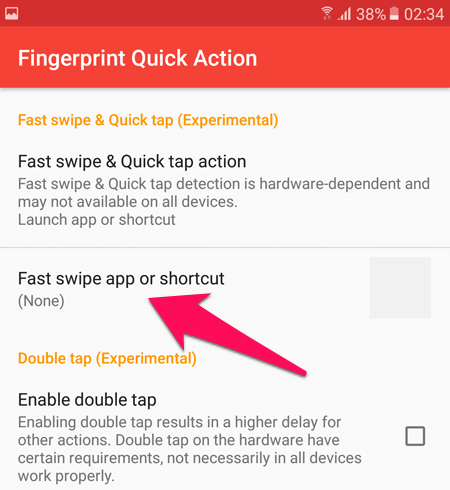 38% 02:34
Fingerprint Quick Action
Fast swipe & Quick tap (Experimental)
Fast swipe & Quick tap action
Fast swipe & Quick tap detection is hardware-dependent and
may not available on all devices.
Launch app or shortcut
Fast swipe app or shortcut
(None)
Double tap (Experimental)
Enable double tap
Enabling double tap results in a higher delay for
other actions. Double tap on the hardware have
certain requirements, not necessarily in all devices
work properly.